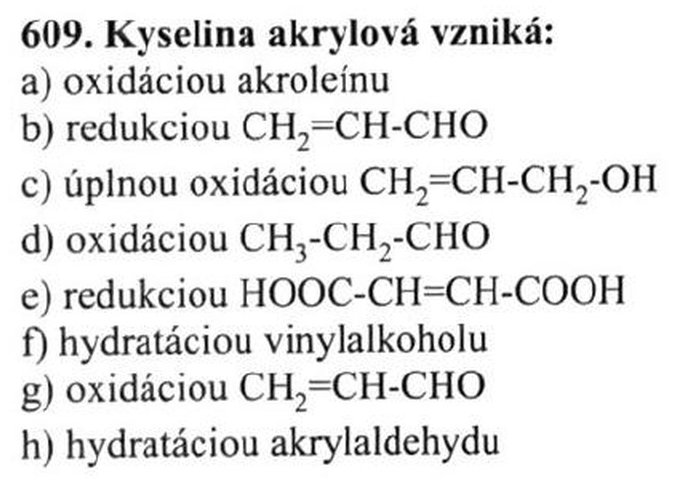 609. Kyselina akrylová vzniká:
a) oxidáciou akroleínu
b) redukciou CH₂=CH-CHO
c) úplnou oxidáciou CH₂=CH-CH₂-OH
d) oxidáciou CH₃-CH₂-CHO
e) redukciou HOOC-CH=CH-COOH
f) hydratáciou vinylalkoholu
g) oxidáciou CH₂=CH-CHO
h) hydratáciou akrylaldehydu